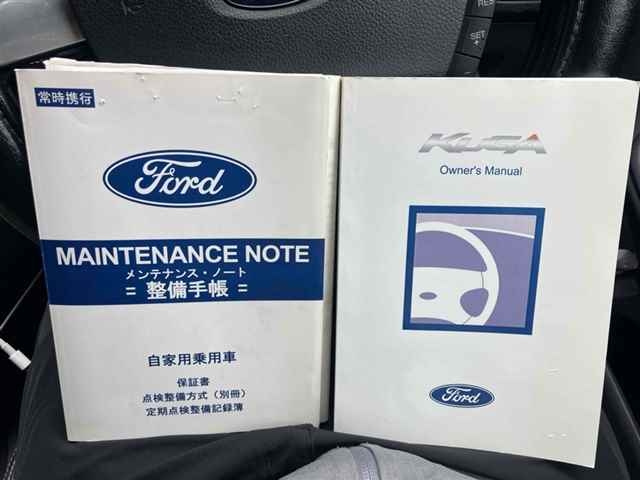 RES
SET
+
常時携行
Ford
MAINTENANCE NOTE
メンテナンス・ノート
= 整備手帳 =
自家用乗用車
保証書
点検整備方式（別冊）
定期点検整備記録簿
KUGA
Owner's Manual
Ford